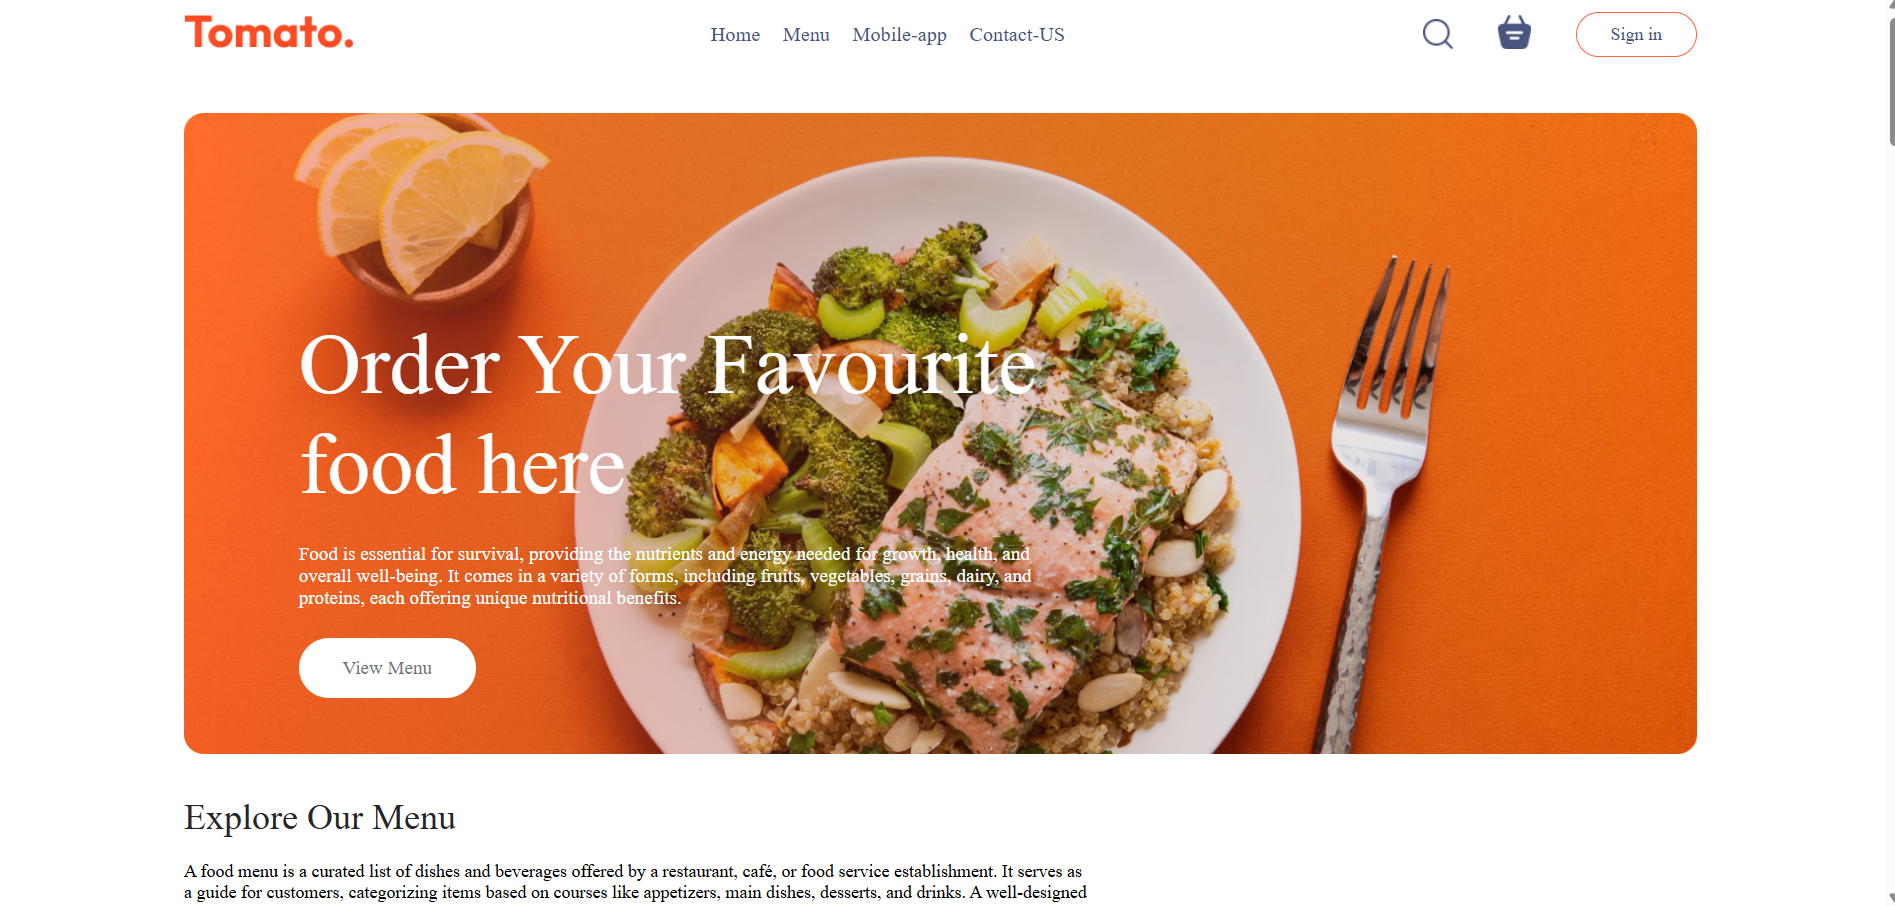 Tomato.
Home Menu Mobile-app Contact-US
Sign in
Order Your Favourite
food here
Food is essential for survival, providing the nutrients and energy needed for growth, health, and
overall well-being. It comes in a variety of forms, including fruits, vegetables, grains, dairy, and
proteins, each offering unique nutritional benefits.
View Menu
Explore Our Menu
A food menu is a curated list of dishes and beverages offered by a restaurant, café, or food service establishment. It serves as
a guide for customers, categorizing items based on courses like appetizers, main dishes, desserts, and drinks. A well-designed